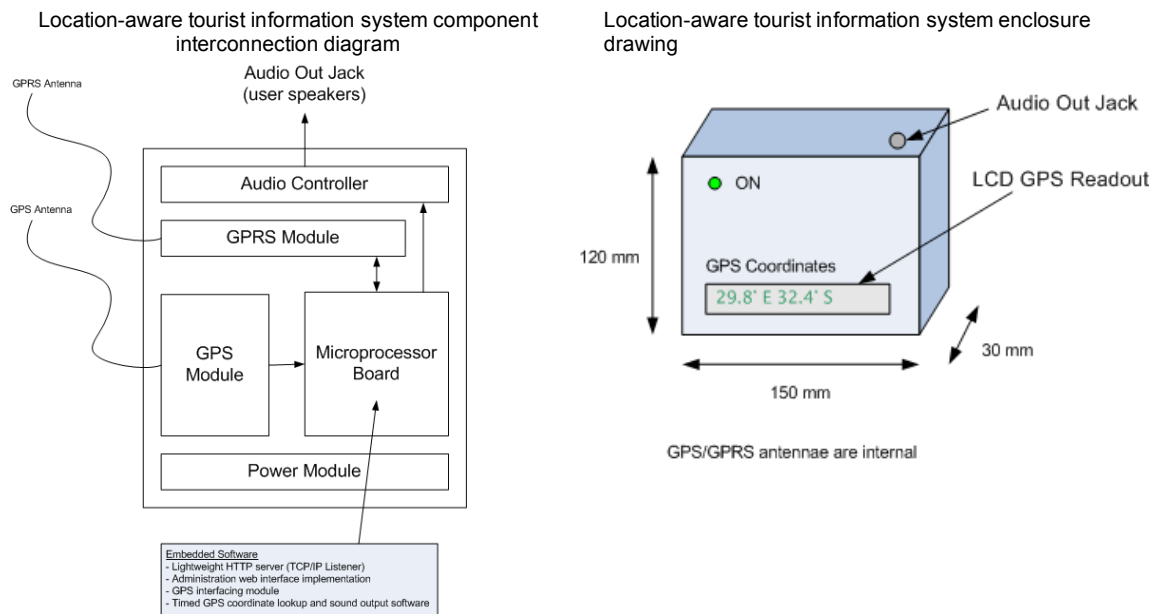 Location-aware tourist information system component
interconnection diagram
GPRS Antenna
Audio Out Jack
(user speakers)
Audio Controller
GPS Antenna
GPRS Module
GPS
Module
Microprocessor
Board
Power Module
Embedded Software
- Lightweight HTTP server (TCP/IP Listener)
- Administration web interface implementation
- GPS interfacing module
- Timed GPS coordinate lookup and sound output software
Location-aware tourist information system enclosure
drawing
Audio Out Jack
ON
LCD GPS Readout
120 mm
GPS Coordinates
29.8° E 32.4° S
30 mm
150 mm
GPS/GPRS antennae are internal